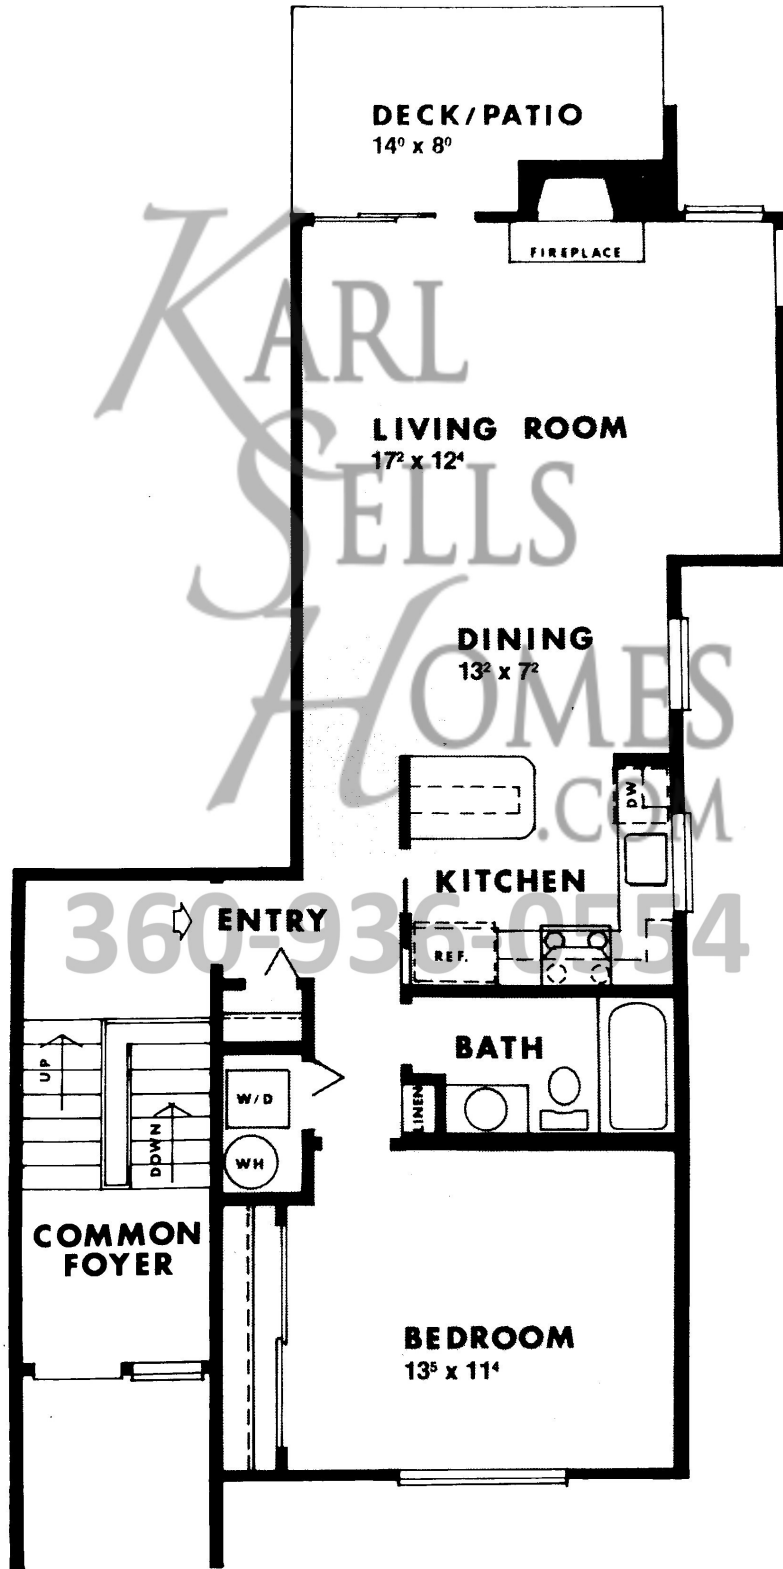 DECK/PATIO
14⁰ x 8⁰
FIREPLACE
KARL
SELLS
HOMES
.COM
LIVING ROOM
17² x 12⁴
DINING
13² x 7²
DW
KITCHEN
360-936-0554
ENTRY
REF.
BATH
UP
W/D
LINEN
DOWN
WH
COMMON
FOYER
BEDROOM
13⁵ x 11⁴